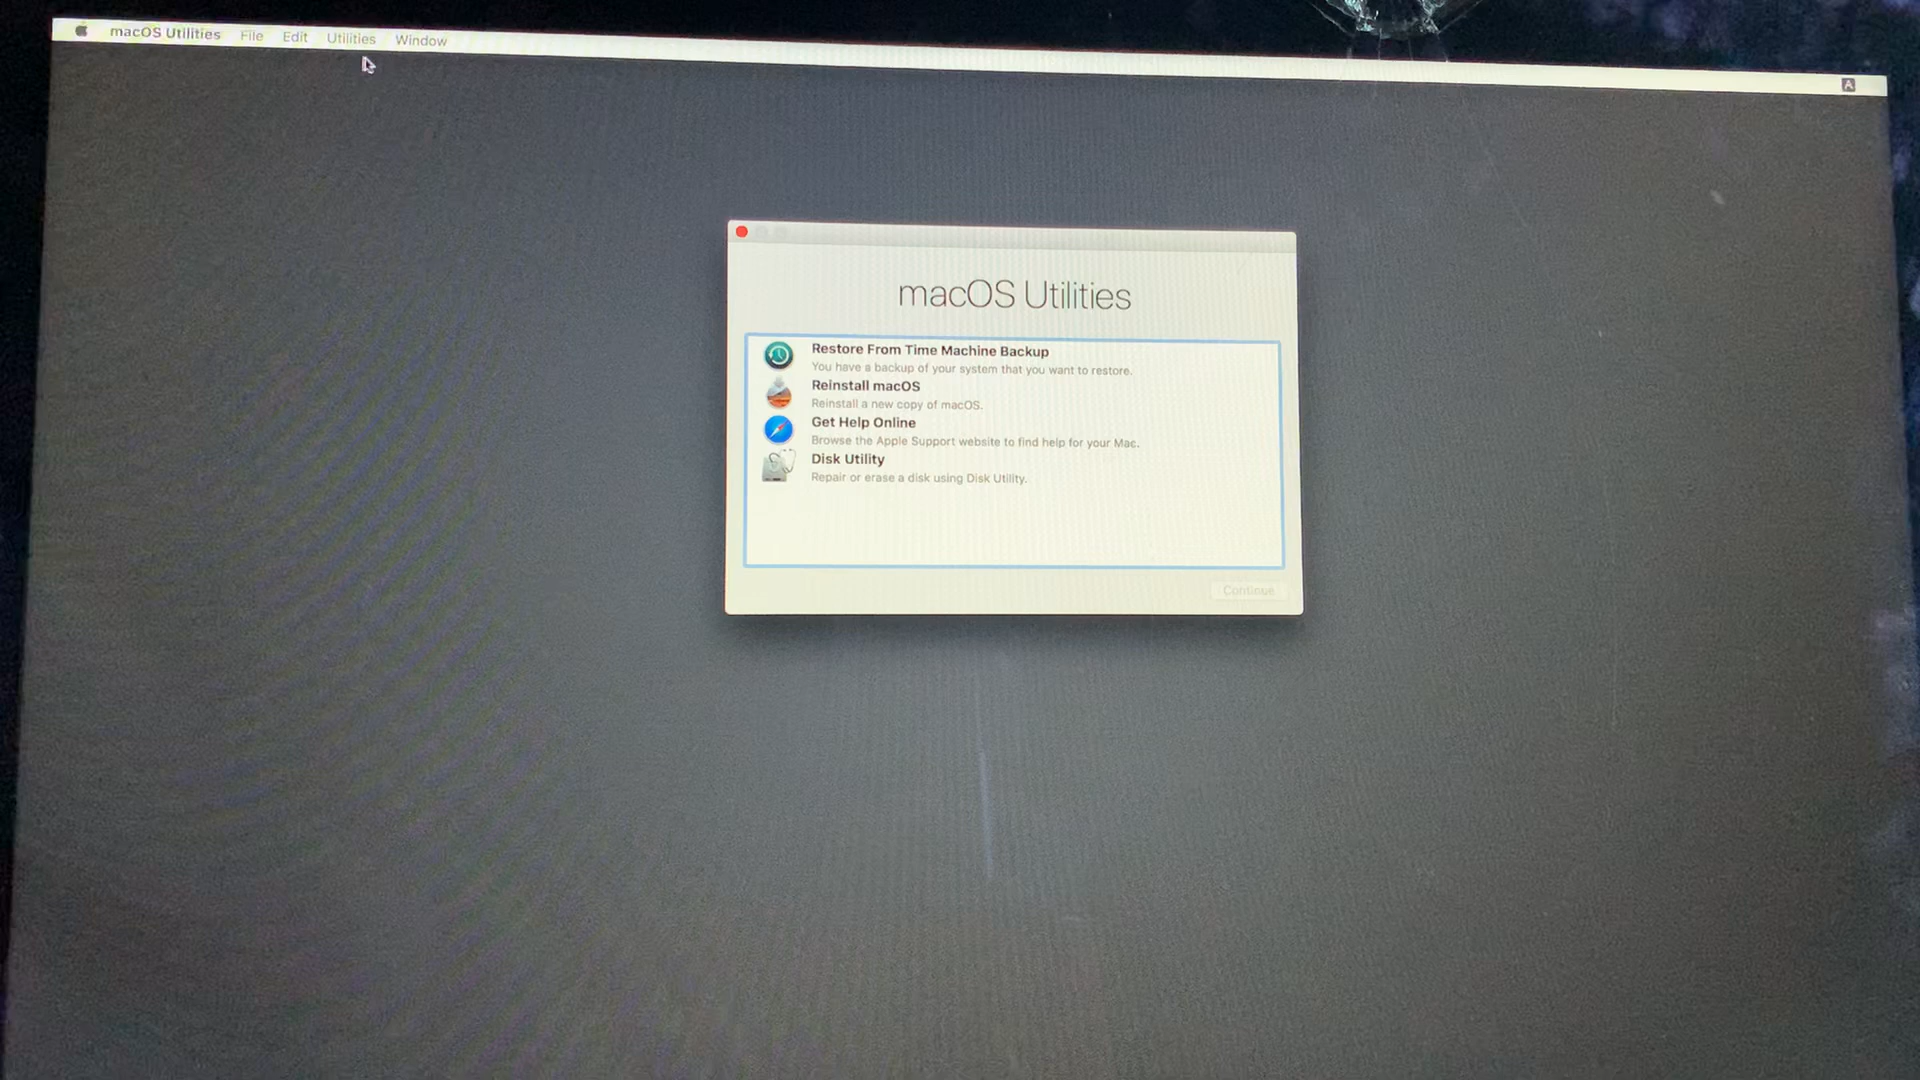 macOS Utilities File Edit Utilities Window
A
macOS Utilities
Restore From Time Machine Backup
You have a backup of your system that you want to restore.
Reinstall macOS
Reinstall a new copy of macOS.
Get Help Online
Browse the Apple Support website to find help for your Mac.
Disk Utility
Repair or erase a disk using Disk Utility.
Continue